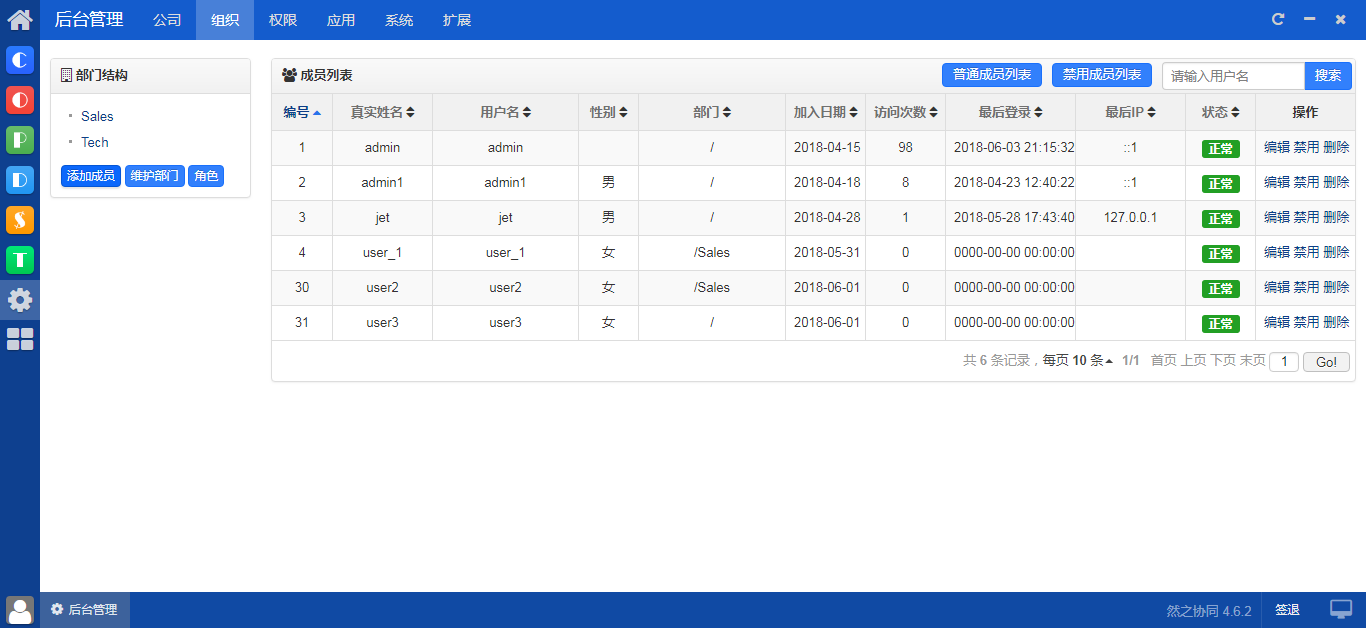 后台管理 公司 组织 权限 应用 系统 扩展
部门结构
Sales
Tech
添加成员 维护部门 角色
成员列表 普通成员列表 禁用成员列表 请输入用户名 搜索
编号 真实姓名 用户名 性别 部门 加入日期 访问次数 最后登录 最后IP 状态 操作
1 admin admin / 2018-04-15 98 2018-06-03 21:15:32 ::1 正常 编辑 禁用 删除
2 admin1 admin1 男 / 2018-04-18 8 2018-04-23 12:40:22 ::1 正常 编辑 禁用 删除
3 jet jet 男 / 2018-04-28 1 2018-05-28 17:43:40 127.0.0.1 正常 编辑 禁用 删除
4 user_1 user_1 女 /Sales 2018-05-31 0 0000-00-00 00:00:00 正常 编辑 禁用 删除
30 user2 user2 女 /Sales 2018-06-01 0 0000-00-00 00:00:00 正常 编辑 禁用 删除
31 user3 user3 女 / 2018-06-01 0 0000-00-00 00:00:00 正常 编辑 禁用 删除
共 6 条记录，每页 10 条 1/1 首页 上页 下页 末页 1 Go!
后台管理 然之协同 4.6.2 签退